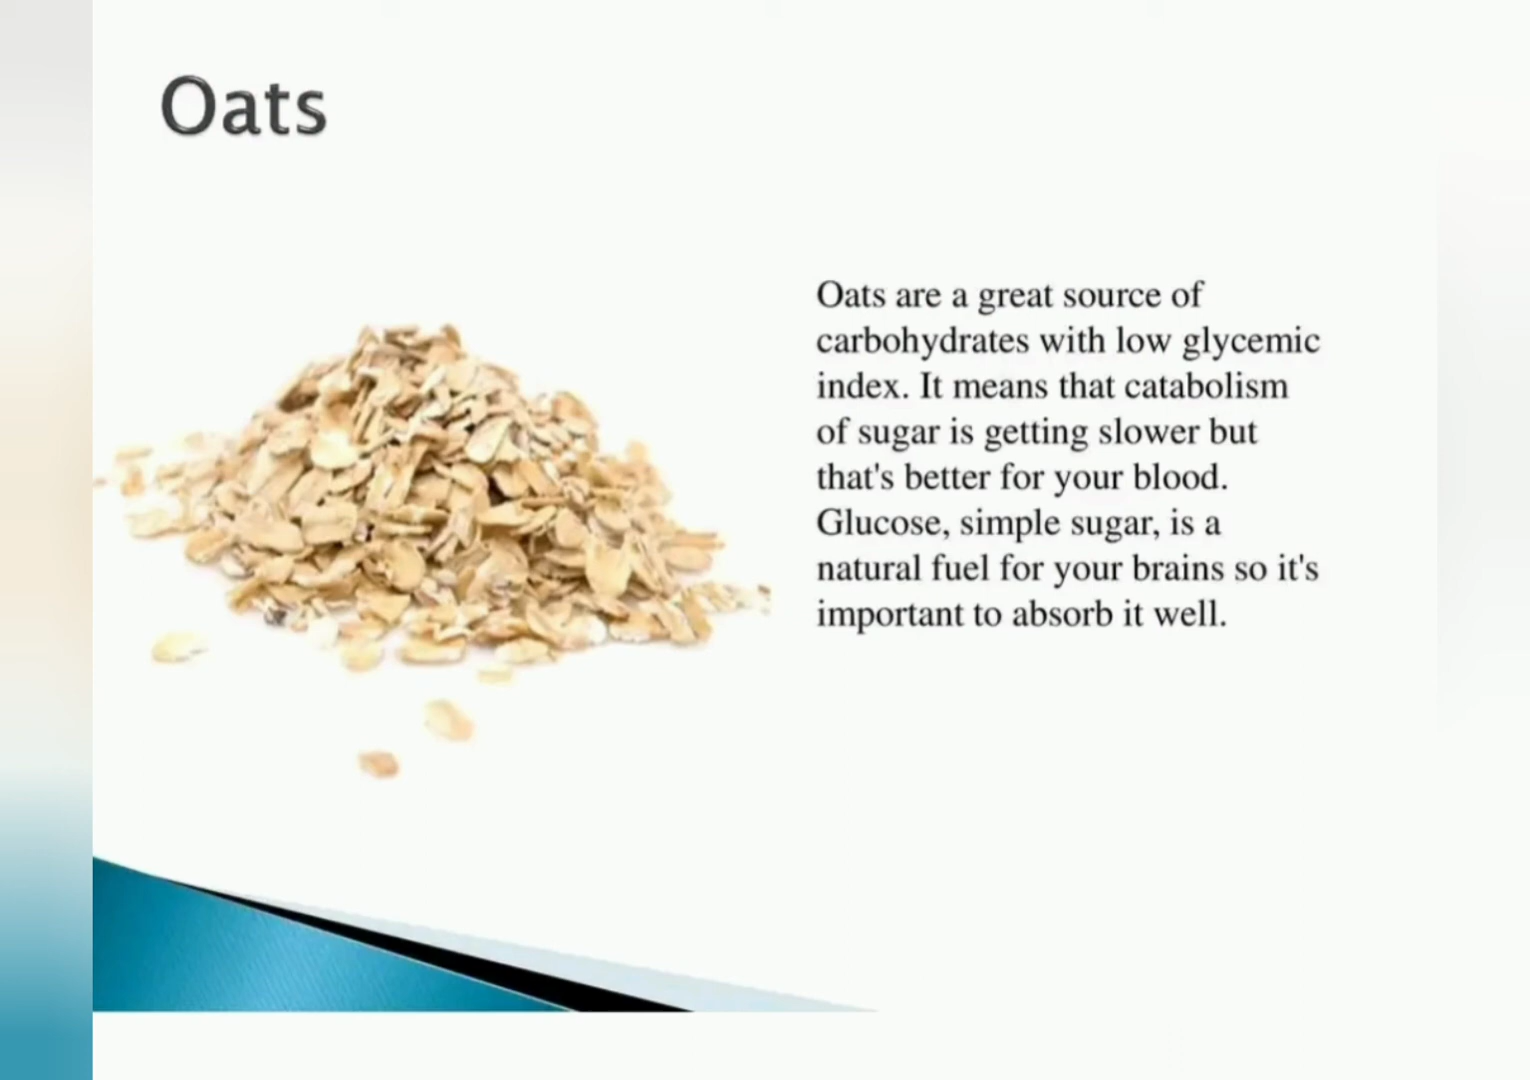 Oats
Oats are a great source of
carbohydrates with low glycemic
index. It means that catabolism
of sugar is getting slower but
that's better for your blood.
Glucose, simple sugar, is a
natural fuel for your brains so it's
important to absorb it well.